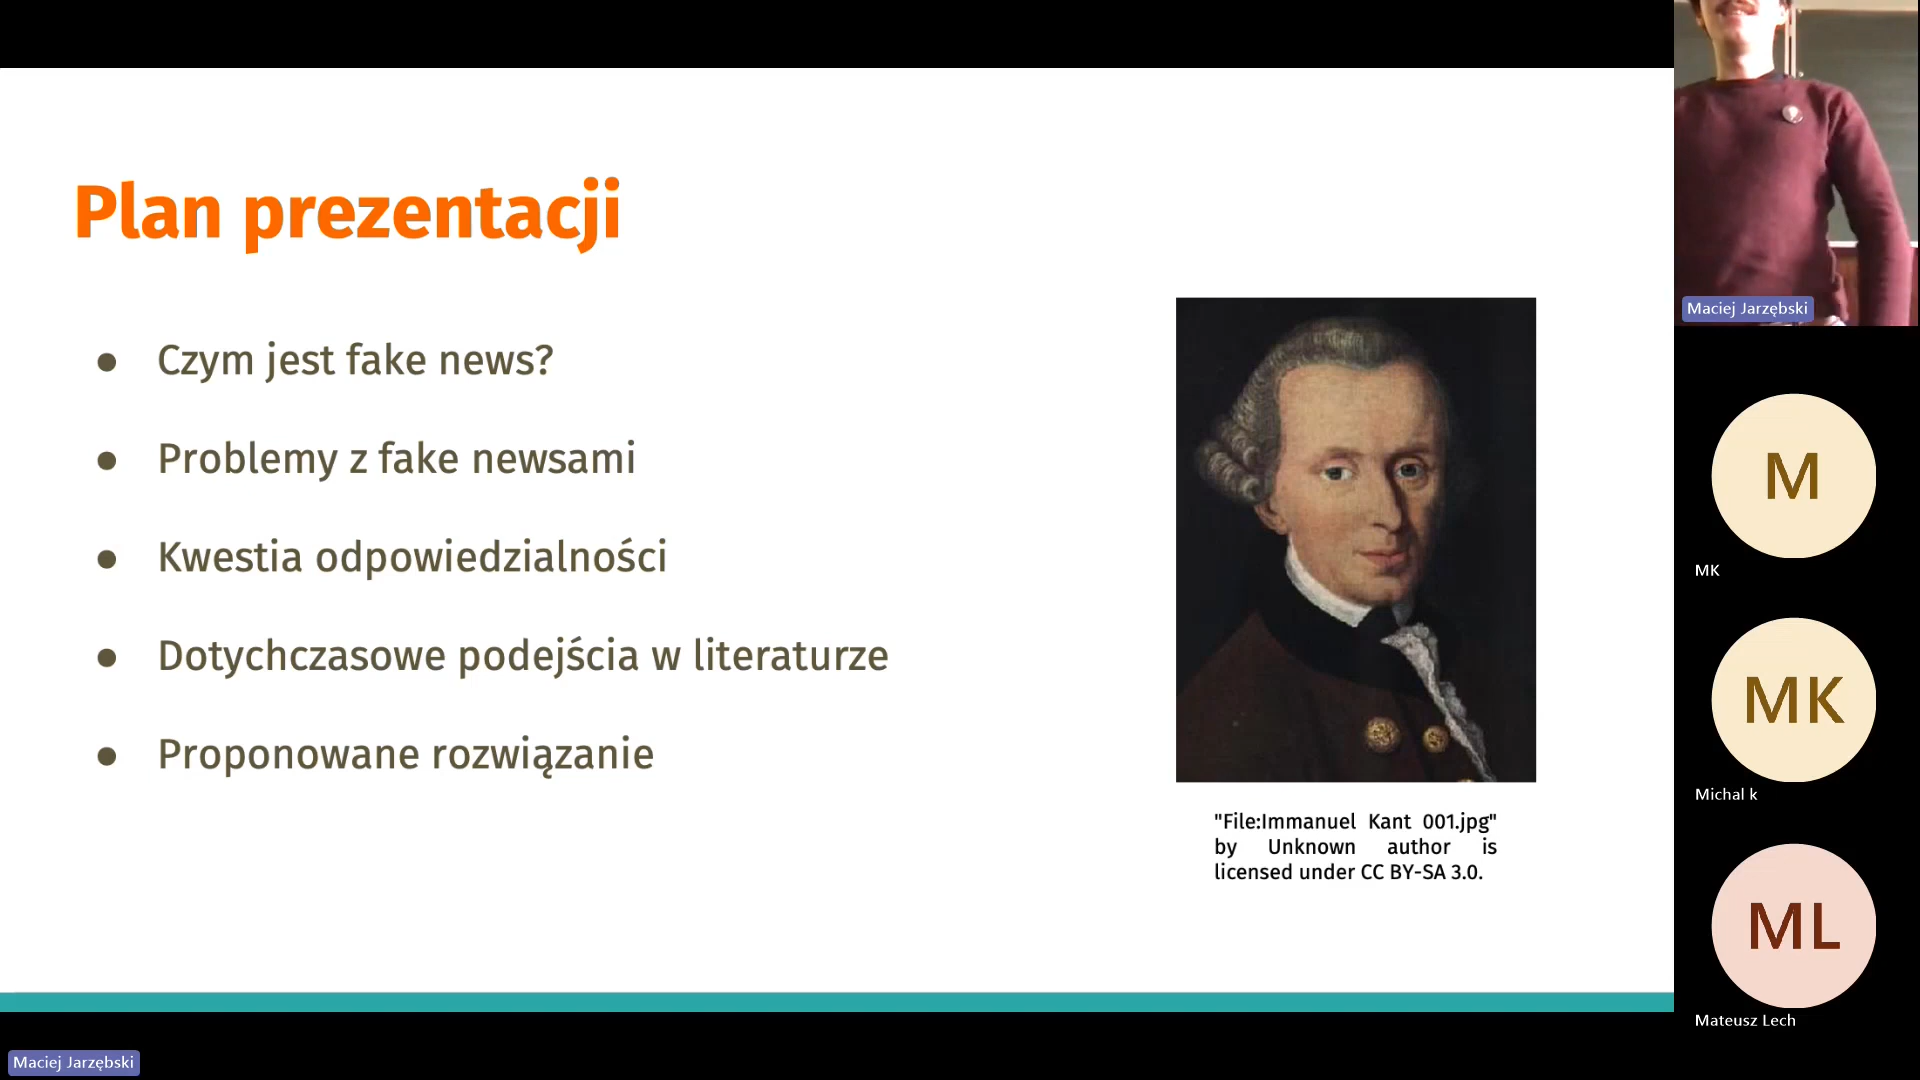 Plan prezentacji
● Czym jest fake news?
● Problemy z fake newsami
● Kwestia odpowiedzialności
● Dotychczasowe podejścia w literaturze
● Proponowane rozwiązanie
"File:Immanuel Kant 001.jpg"
by Unknown author is
licensed under CC BY-SA 3.0.
Maciej Jarzębski
M
MK
MK
Michal k
ML
Mateusz Lech
Maciej Jarzębski